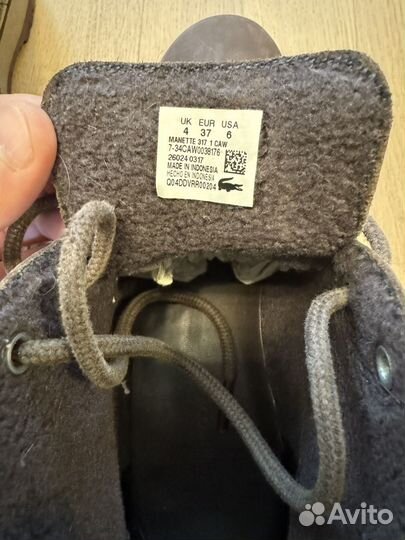 UK EUR USA
4 37 6
MANETTE 317 1 CAW
7-34CAW0038176
26024 0317
MADE IN INDONESIA
HECHO EN INDONESIA
Q04DDVRR00204
Avito